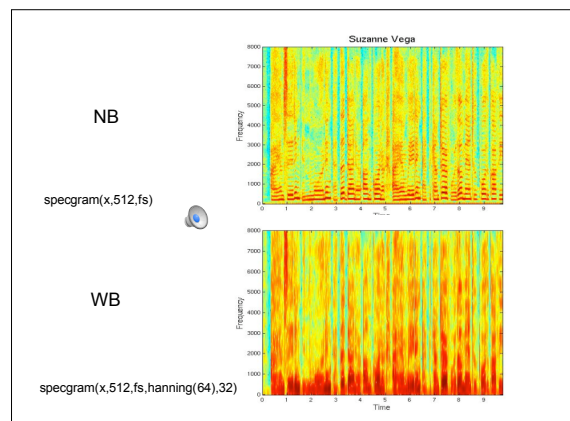 Suzanne Vega
NB
specgram(x,512,fs)
Frequency
8000
7000
6000
5000
4000
3000
2000
1000
0
0 1 2 3 4 5 6 7 8 9
Time
WB
specgram(x,512,fs,hanning(64),32)
Frequency
8000
7000
6000
5000
4000
3000
2000
1000
0
0 1 2 3 4 5 6 7 8 9
Time